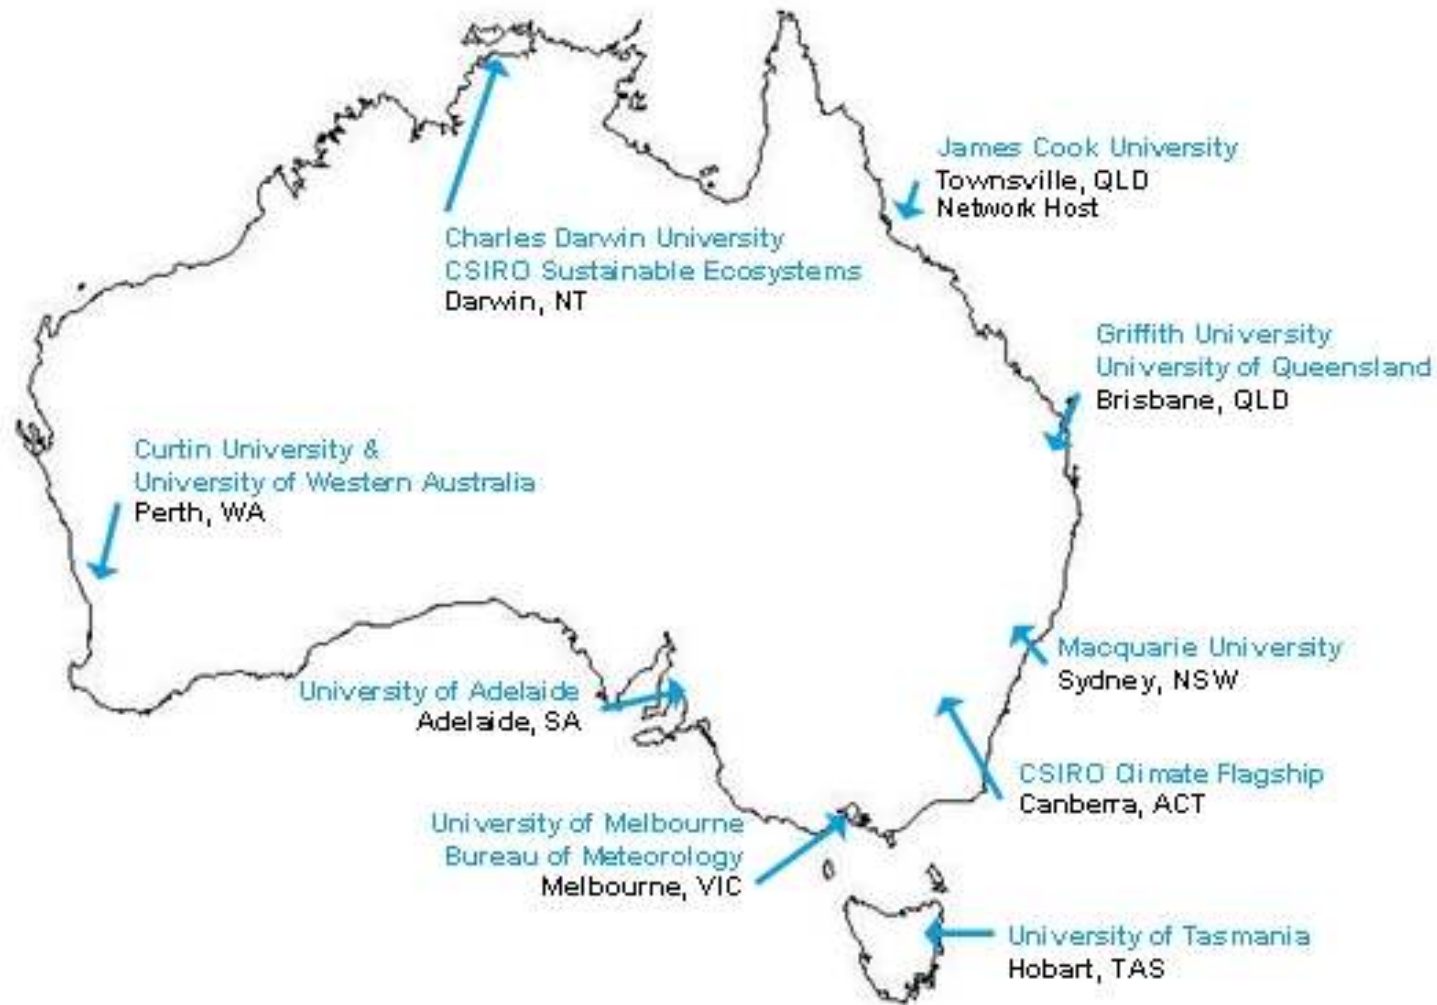 James Cook University
Townsville, QLD
Network Host
Charles Darwin University
CSIRO Sustainable Ecosystems
Darwin, NT
Griffith University
University of Queensland
Brisbane, QLD
Curtin University &
University of Western Australia
Perth, WA
Macquarie University
Sydney, NSW
University of Adelaide
Adelaide, SA
CSIRO Climate Flagship
Canberra, ACT
University of Melbourne
Bureau of Meteorology
Melbourne, VIC
University of Tasmania
Hobart, TAS